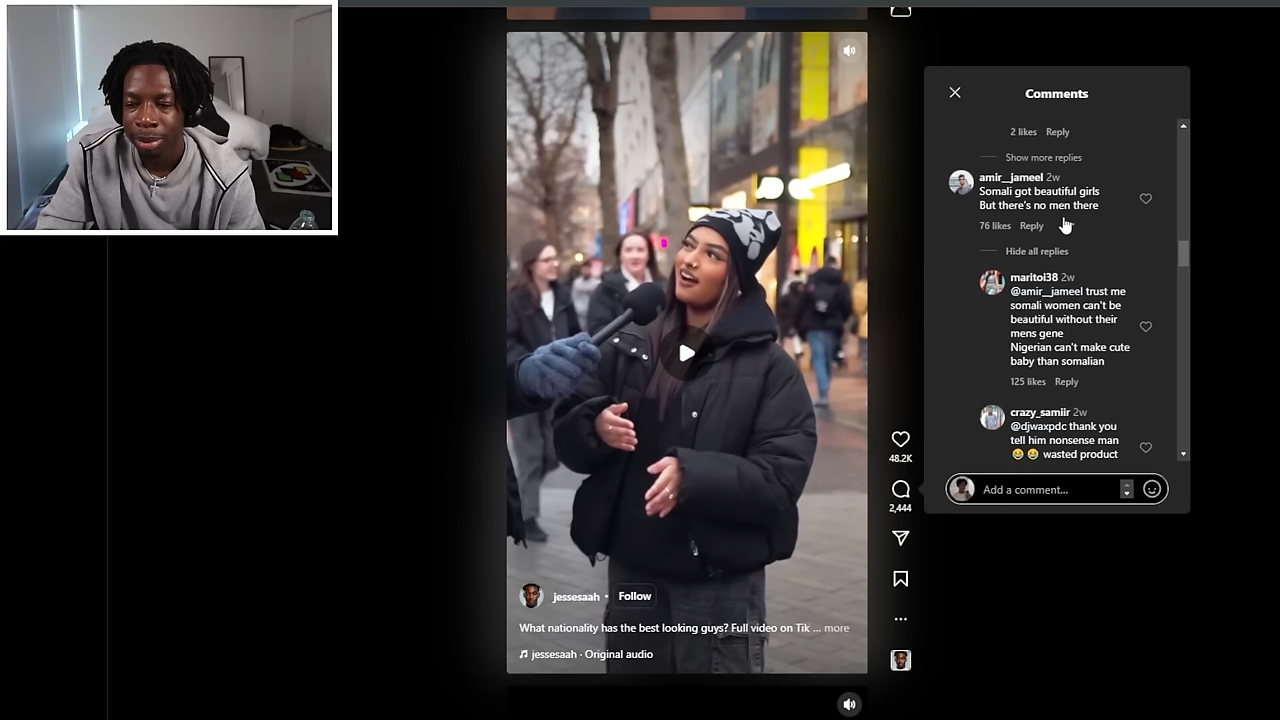 Comments
2 likes Reply
Show more replies
amir__jameel 2w
Somali got beautiful girls
But there's no men there
76 likes Reply
Hide all replies
maritoi38 2w
@amir__jameel trust me
somali women can't be
beautiful without their
mens gene
Nigerian can't make cute
baby than somalian
125 likes Reply
crazy_samiir 2w
@djwaxpdc thank you
tell him nonsense man
😂 😂 wasted product
Add a comment...
48.2K
2,444
jessesaah • Follow
What nationality has the best looking guys? Full video on Tik ... more
jessesaah · Original audio